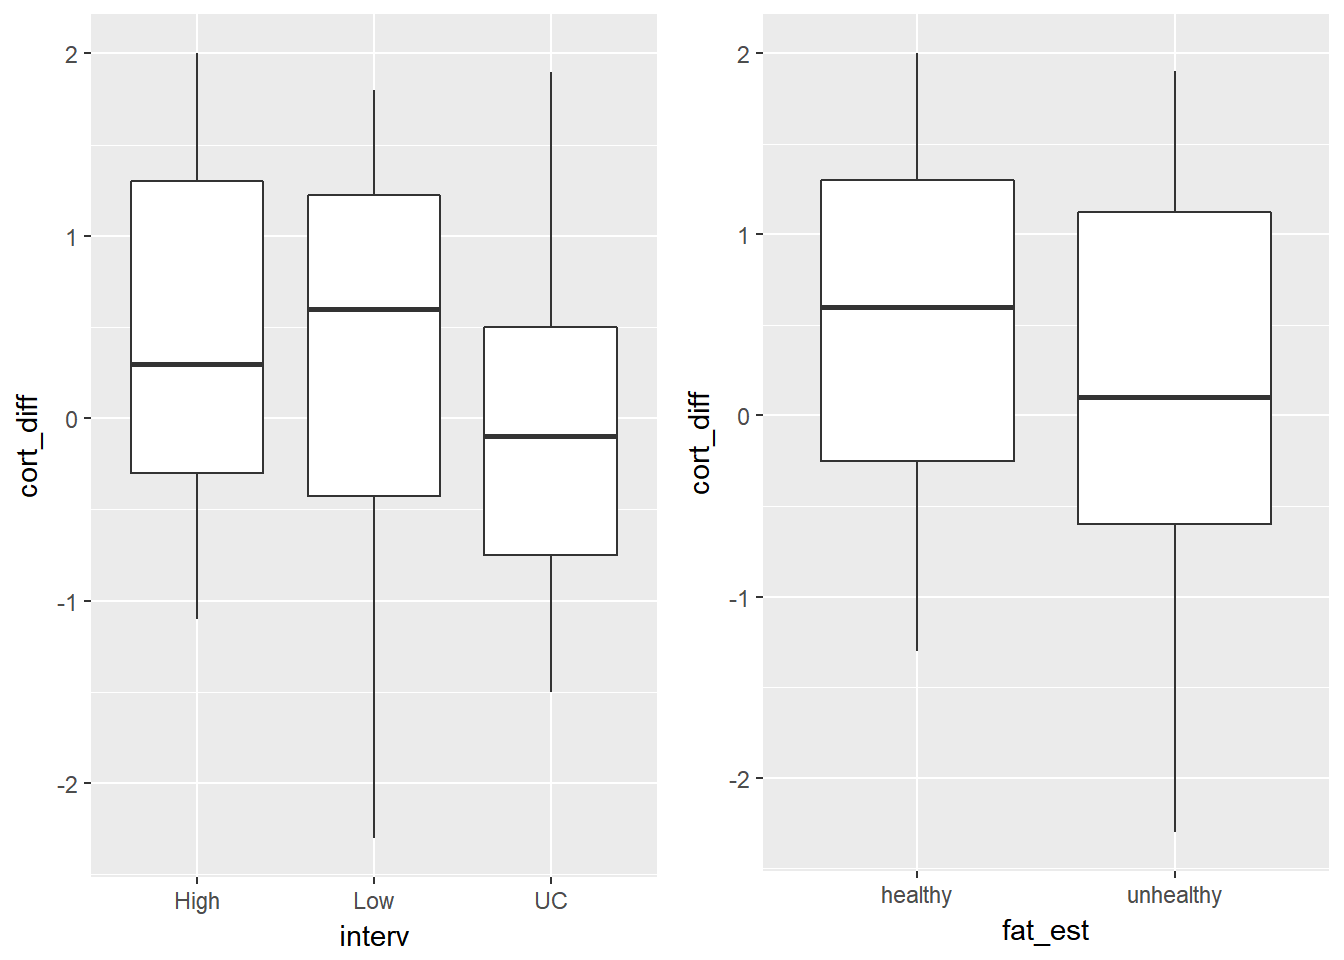 cort_diff
2
1
0
-1
-2
High Low UC
interv
cort_diff
2
1
0
-1
-2
healthy unhealthy
fat_est